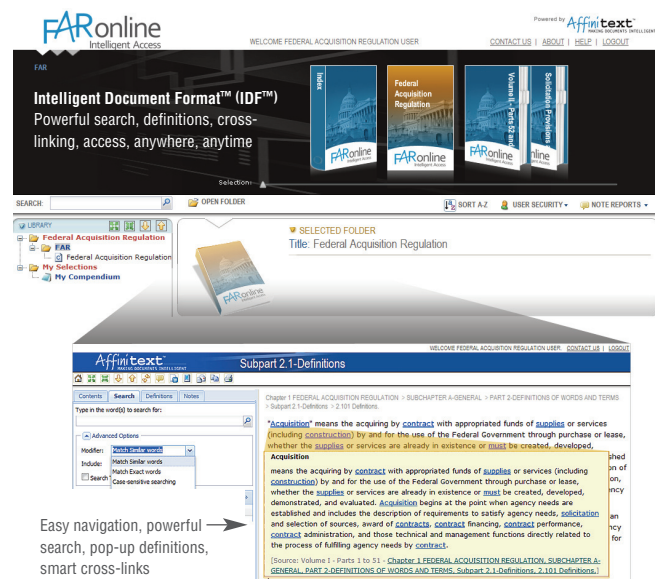 FARonline
Intelligent Access
Powered by Affinitext
MAKING DOCUMENTS INTELLIGENT
WELCOME FEDERAL ACQUISITION REGULATION USER
CONTACT US | ABOUT | HELP | LOGOUT
FAR
Intelligent Document Format™ (IDF™)
Powerful search, definitions, cross-
linking, access, anywhere, anytime
Index
FARonline
Intelligent Access
Federal
Acquisition
Regulation
FARonline
Intelligent Access
Volume II - Parts 52 and
FARonline
Solicitation Provisions
nline
Selection:
SEARCH:
OPEN FOLDER
SORT A-Z
USER SECURITY
NOTE REPORTS
LIBRARY
Federal Acquisition Regulation
FAR
Federal Acquisition Regulation
My Selections
My Compendium
FARonline
SELECTED FOLDER
Title: Federal Acquisition Regulation
WELCOME FEDERAL ACQUISITION REGULATION USER, CONTACT US | LOGOUT
Affinitext
MAKING DOCUMENTS INTELLIGENT
Subpart 2.1-Definitions
Contents Search Definitions Notes
Type in the word(s) to search for:
Advanced Options
Modifier: Match Similar words
Include: Match Similar words
Match Exact words
Search Case-sensitive searching
Chapter 1 FEDERAL ACQUISITION REGULATION > SUBCHAPTER A-GENERAL > PART 2-DEFINITIONS OF WORDS AND TERMS
> Subpart 2.1-Definitions > 2.101 Definitions.
"Acquisition" means the acquiring by contract with appropriated funds of supplies or services
(including construction) by and for the use of the Federal Government through purchase or lease,
whether the supplies or services are already in existence or must be created, developed,
Acquisition
means the acquiring by contract with appropriated funds of supplies or services (including
construction) by and for the use of the Federal Government through purchase or lease,
whether the supplies or services are already in existence or must be created, developed,
demonstrated, and evaluated. Acquisition begins at the point when agency needs are
established and includes the description of requirements to satisfy agency needs, solicitation
and selection of sources, award of contracts, contract financing, contract performance,
contract administration, and those technical and management functions directly related to
the process of fulfilling agency needs by contract.
[Source: Volume I - Parts 1 to 51 - Chapter 1 FEDERAL ACQUISITION REGULATION, SUBCHAPTER A-
GENERAL, PART 2-DEFINITIONS OF WORDS AND TERMS, Subpart 2.1-Definitions, 2.101 Definitions.]
Easy navigation, powerful
search, pop-up definitions,
smart cross-links